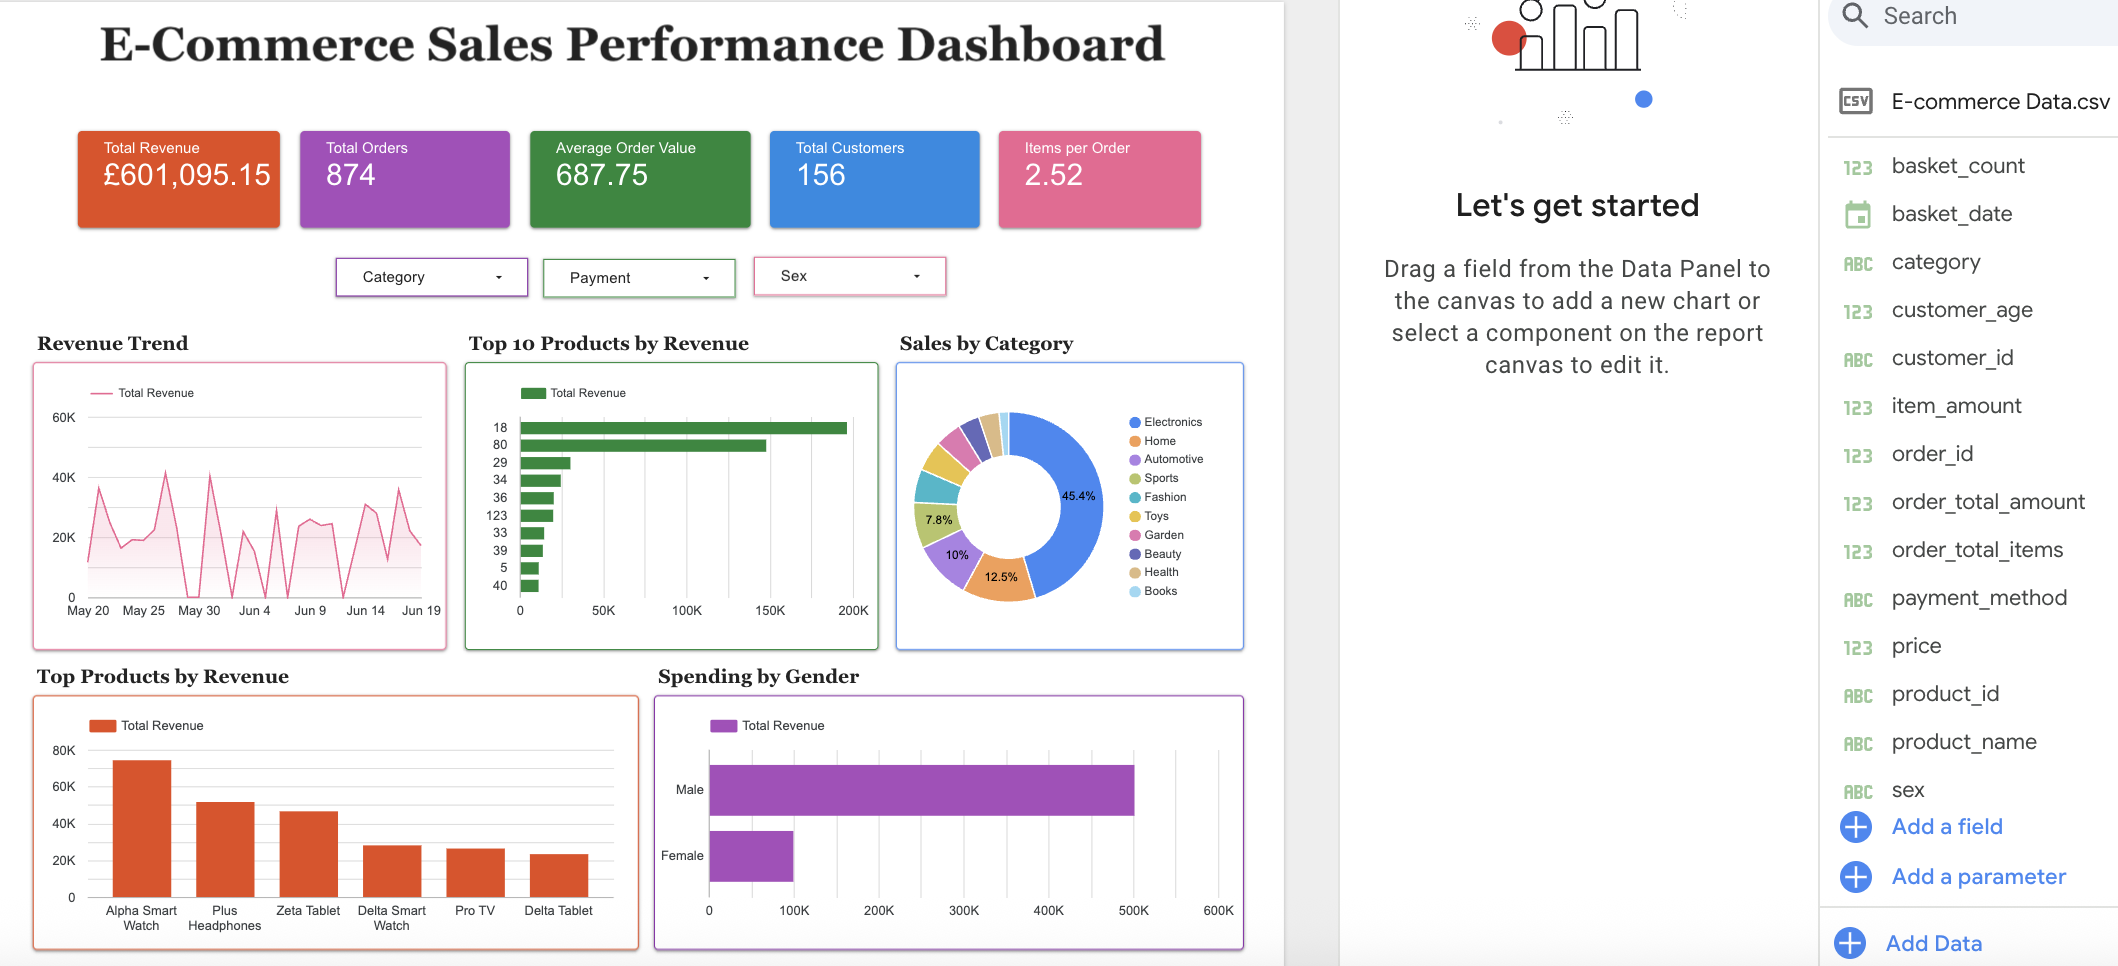 E-Commerce Sales Performance Dashboard
Total Revenue
£601,095.15
Total Orders
874
Average Order Value
687.75
Total Customers
156
Items per Order
2.52
Category
Payment
Sex
Revenue Trend
Total Revenue
60K
40K
20K
0
May 20
May 25
May 30
Jun 4
Jun 9
Jun 14
Jun 19
Top 10 Products by Revenue
Total Revenue
18
80
29
34
36
123
33
39
5
40
0
50K
100K
150K
200K
Sales by Category
45.4%
12.5%
10%
7.8%
Electronics
Home
Automotive
Sports
Fashion
Toys
Garden
Beauty
Health
Books
Top Products by Revenue
Total Revenue
80K
60K
40K
20K
0
Alpha Smart
Watch
Plus
Headphones
Zeta Tablet
Delta Smart
Watch
Pro TV
Delta Tablet
Spending by Gender
Total Revenue
Male
Female
0
100K
200K
300K
400K
500K
600K
Let's get started
Drag a field from the Data Panel to
the canvas to add a new chart or
select a component on the report
canvas to edit it.
Search
CSV E-commerce Data.csv
123 basket_count
basket_date
ABC category
123 customer_age
ABC customer_id
123 item_amount
123 order_id
123 order_total_amount
123 order_total_items
ABC payment_method
123 price
ABC product_id
ABC product_name
ABC sex
Add a field
Add a parameter
Add Data